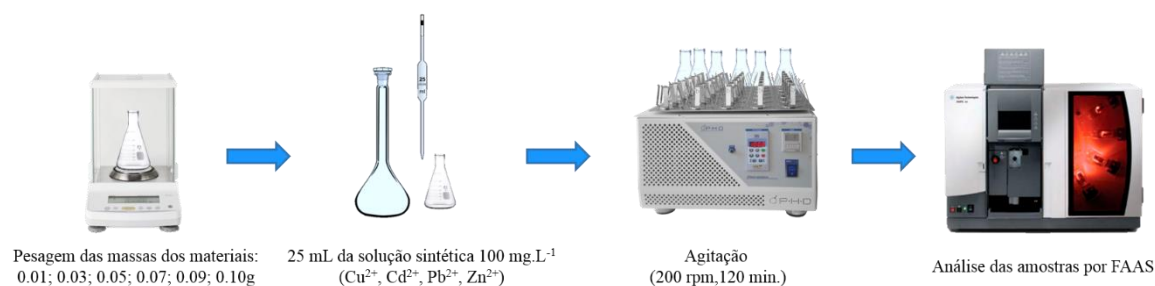 25
P·H·D
P·H·D
Pesagem das massas dos materiais:
0.01; 0.03; 0.05; 0.07; 0.09; 0.10g
25 mL da solução sintética 100 mg.L⁻¹
(Cu²⁺, Cd²⁺, Pb²⁺, Zn²⁺)
Agitação
(200 rpm,120 min.)
Análise das amostras por FAAS